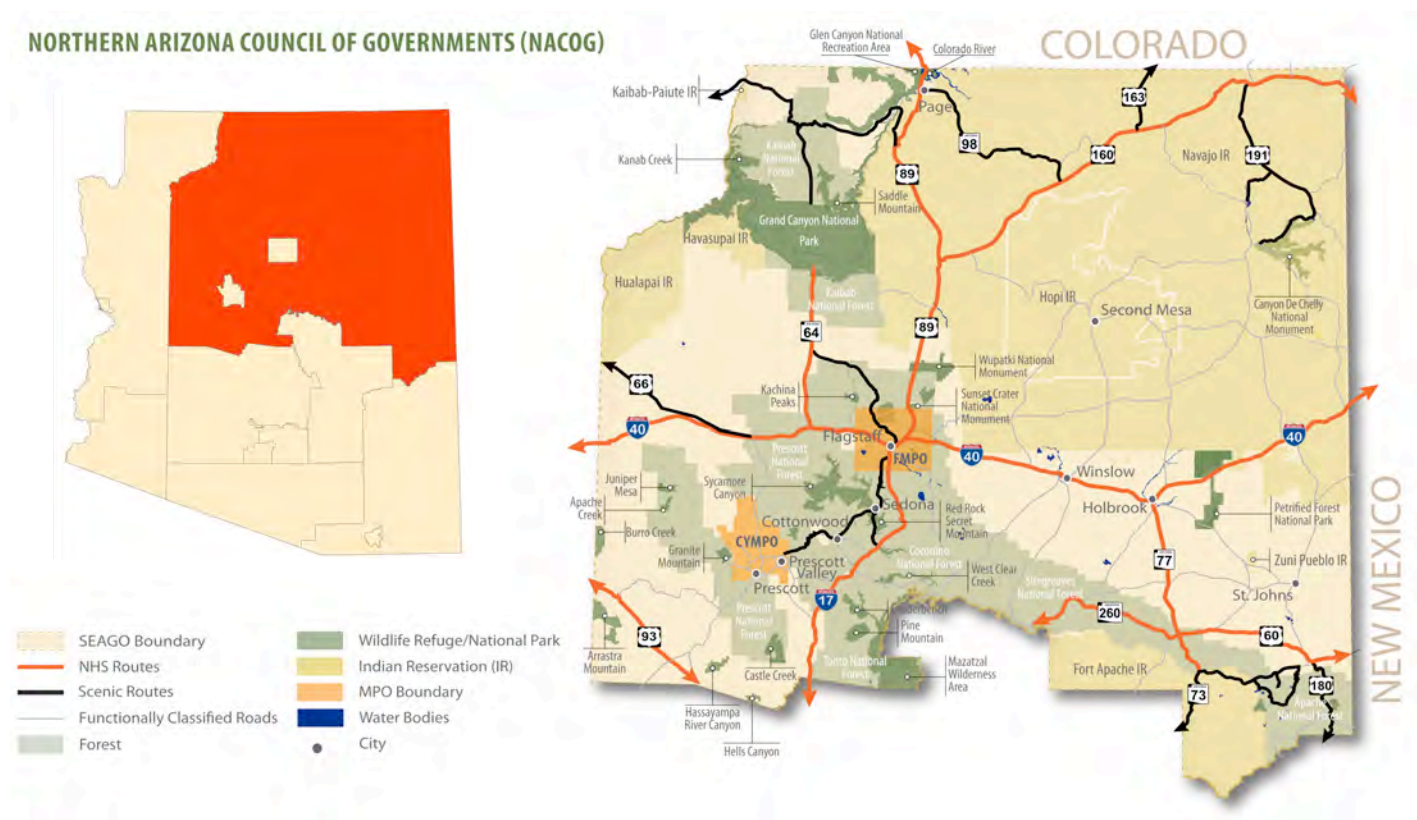 NORTHERN ARIZONA COUNCIL OF GOVERNMENTS (NACOG)
SEAGO Boundary
NHS Routes
Scenic Routes
Functionally Classified Roads
Forest
Wildlife Refuge/National Park
Indian Reservation (IR)
MPO Boundary
Water Bodies
City
COLORADO
NEW MEXICO
Glen Canyon National
Recreation Area
Colorado River
Kaibab-Paiute IR
Page
163
98
160
Navajo IR
191
Kanab Creek
Kaibab
National
Forest
89
Saddle
Mountain
Grand Canyon National
Park
Havasupai IR
Hualapai IR
Kaibab
National Forest
Hopi IR
Second Mesa
Canyon De Chelly
National
Monument
64
89
Wupatki National
Monument
66
Kachina
Peaks
Sunset Crater
National
Monument
40
Flagstaff
FMPO
40
40
Prescott
National
Forest
Winslow
Holbrook
Juniper
Mesa
Sycamore
Canyon
Apache
Creek
Sedona
Red Rock
Secret
Mountain
Petrified Forest
National Park
Burro Creek
Cottonwood
CYMPO
Granite
Mountain
Prescott
Valley
Prescott
Coconino
National Forest
West Clear
Creek
77
Zuni Pueblo IR
St. Johns
Sitegreaves
National Forest
17
Prescott
National
Forest
Pine
Mountain
260
60
93
Arrastra
Mountain
Castle Creek
Tonto National
Forest
Mazatzal
Wilderness
Area
Fort Apache IR
73
180
Apache
National Forest
Hassayampa
River Canyon
Hells Canyon